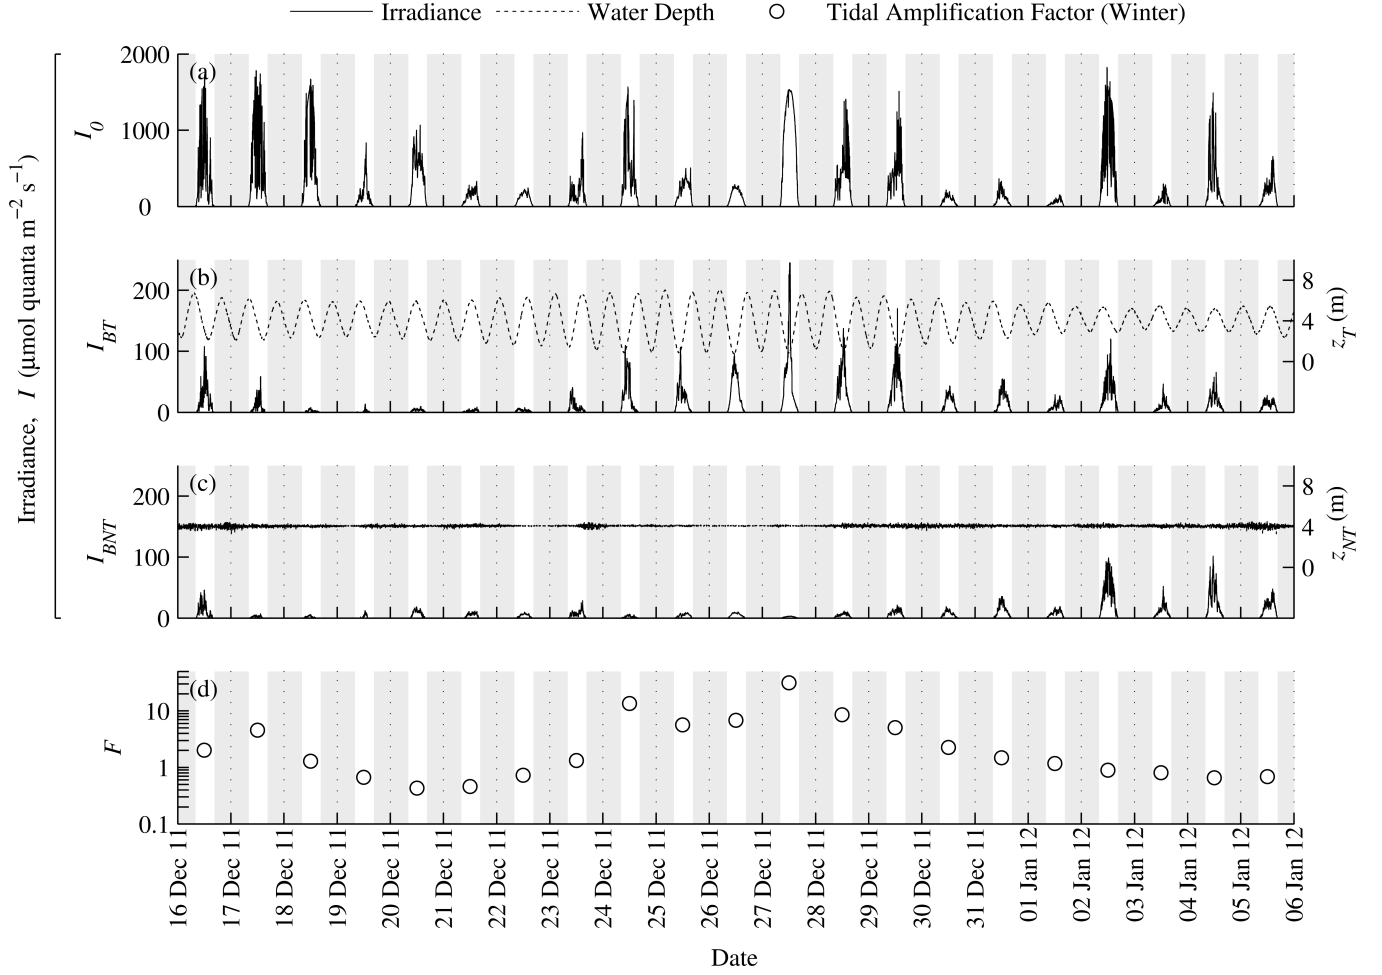 Irradiance Water Depth Tidal Amplification Factor (Winter)
Irradiance, I (μmol quanta m−2 s−1)
(a)
I0
2000
1000
0
(b)
IBT
200
100
0
8
4
0
zT (m)
(c)
IBNT
200
100
0
8
4
0
zNT (m)
(d)
F
10
1
0.1
16 Dec 11
17 Dec 11
18 Dec 11
19 Dec 11
20 Dec 11
21 Dec 11
22 Dec 11
23 Dec 11
24 Dec 11
25 Dec 11
26 Dec 11
27 Dec 11
28 Dec 11
29 Dec 11
30 Dec 11
31 Dec 11
01 Jan 12
02 Jan 12
03 Jan 12
04 Jan 12
05 Jan 12
06 Jan 12
Date